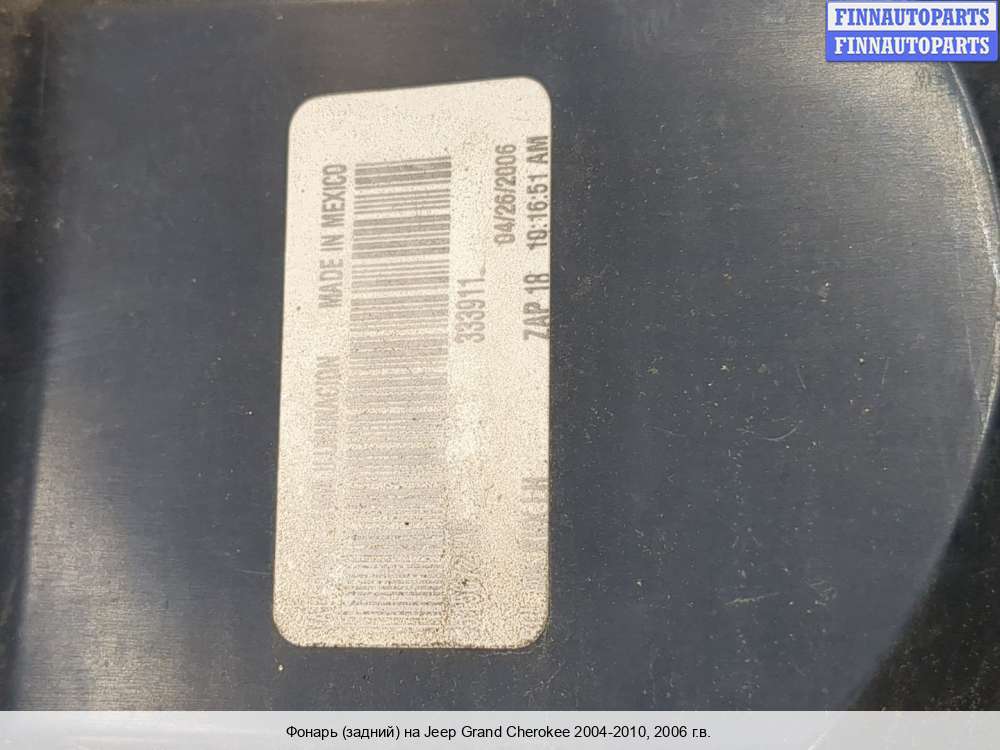 FINNAUTOPARTS
FINNAUTOPARTS
MADE IN MEXICO
333911
04/26/2006
ZAP 18 10:16:51 AM
Фонарь (задний) на Jeep Grand Cherokee 2004-2010, 2006 г.в.